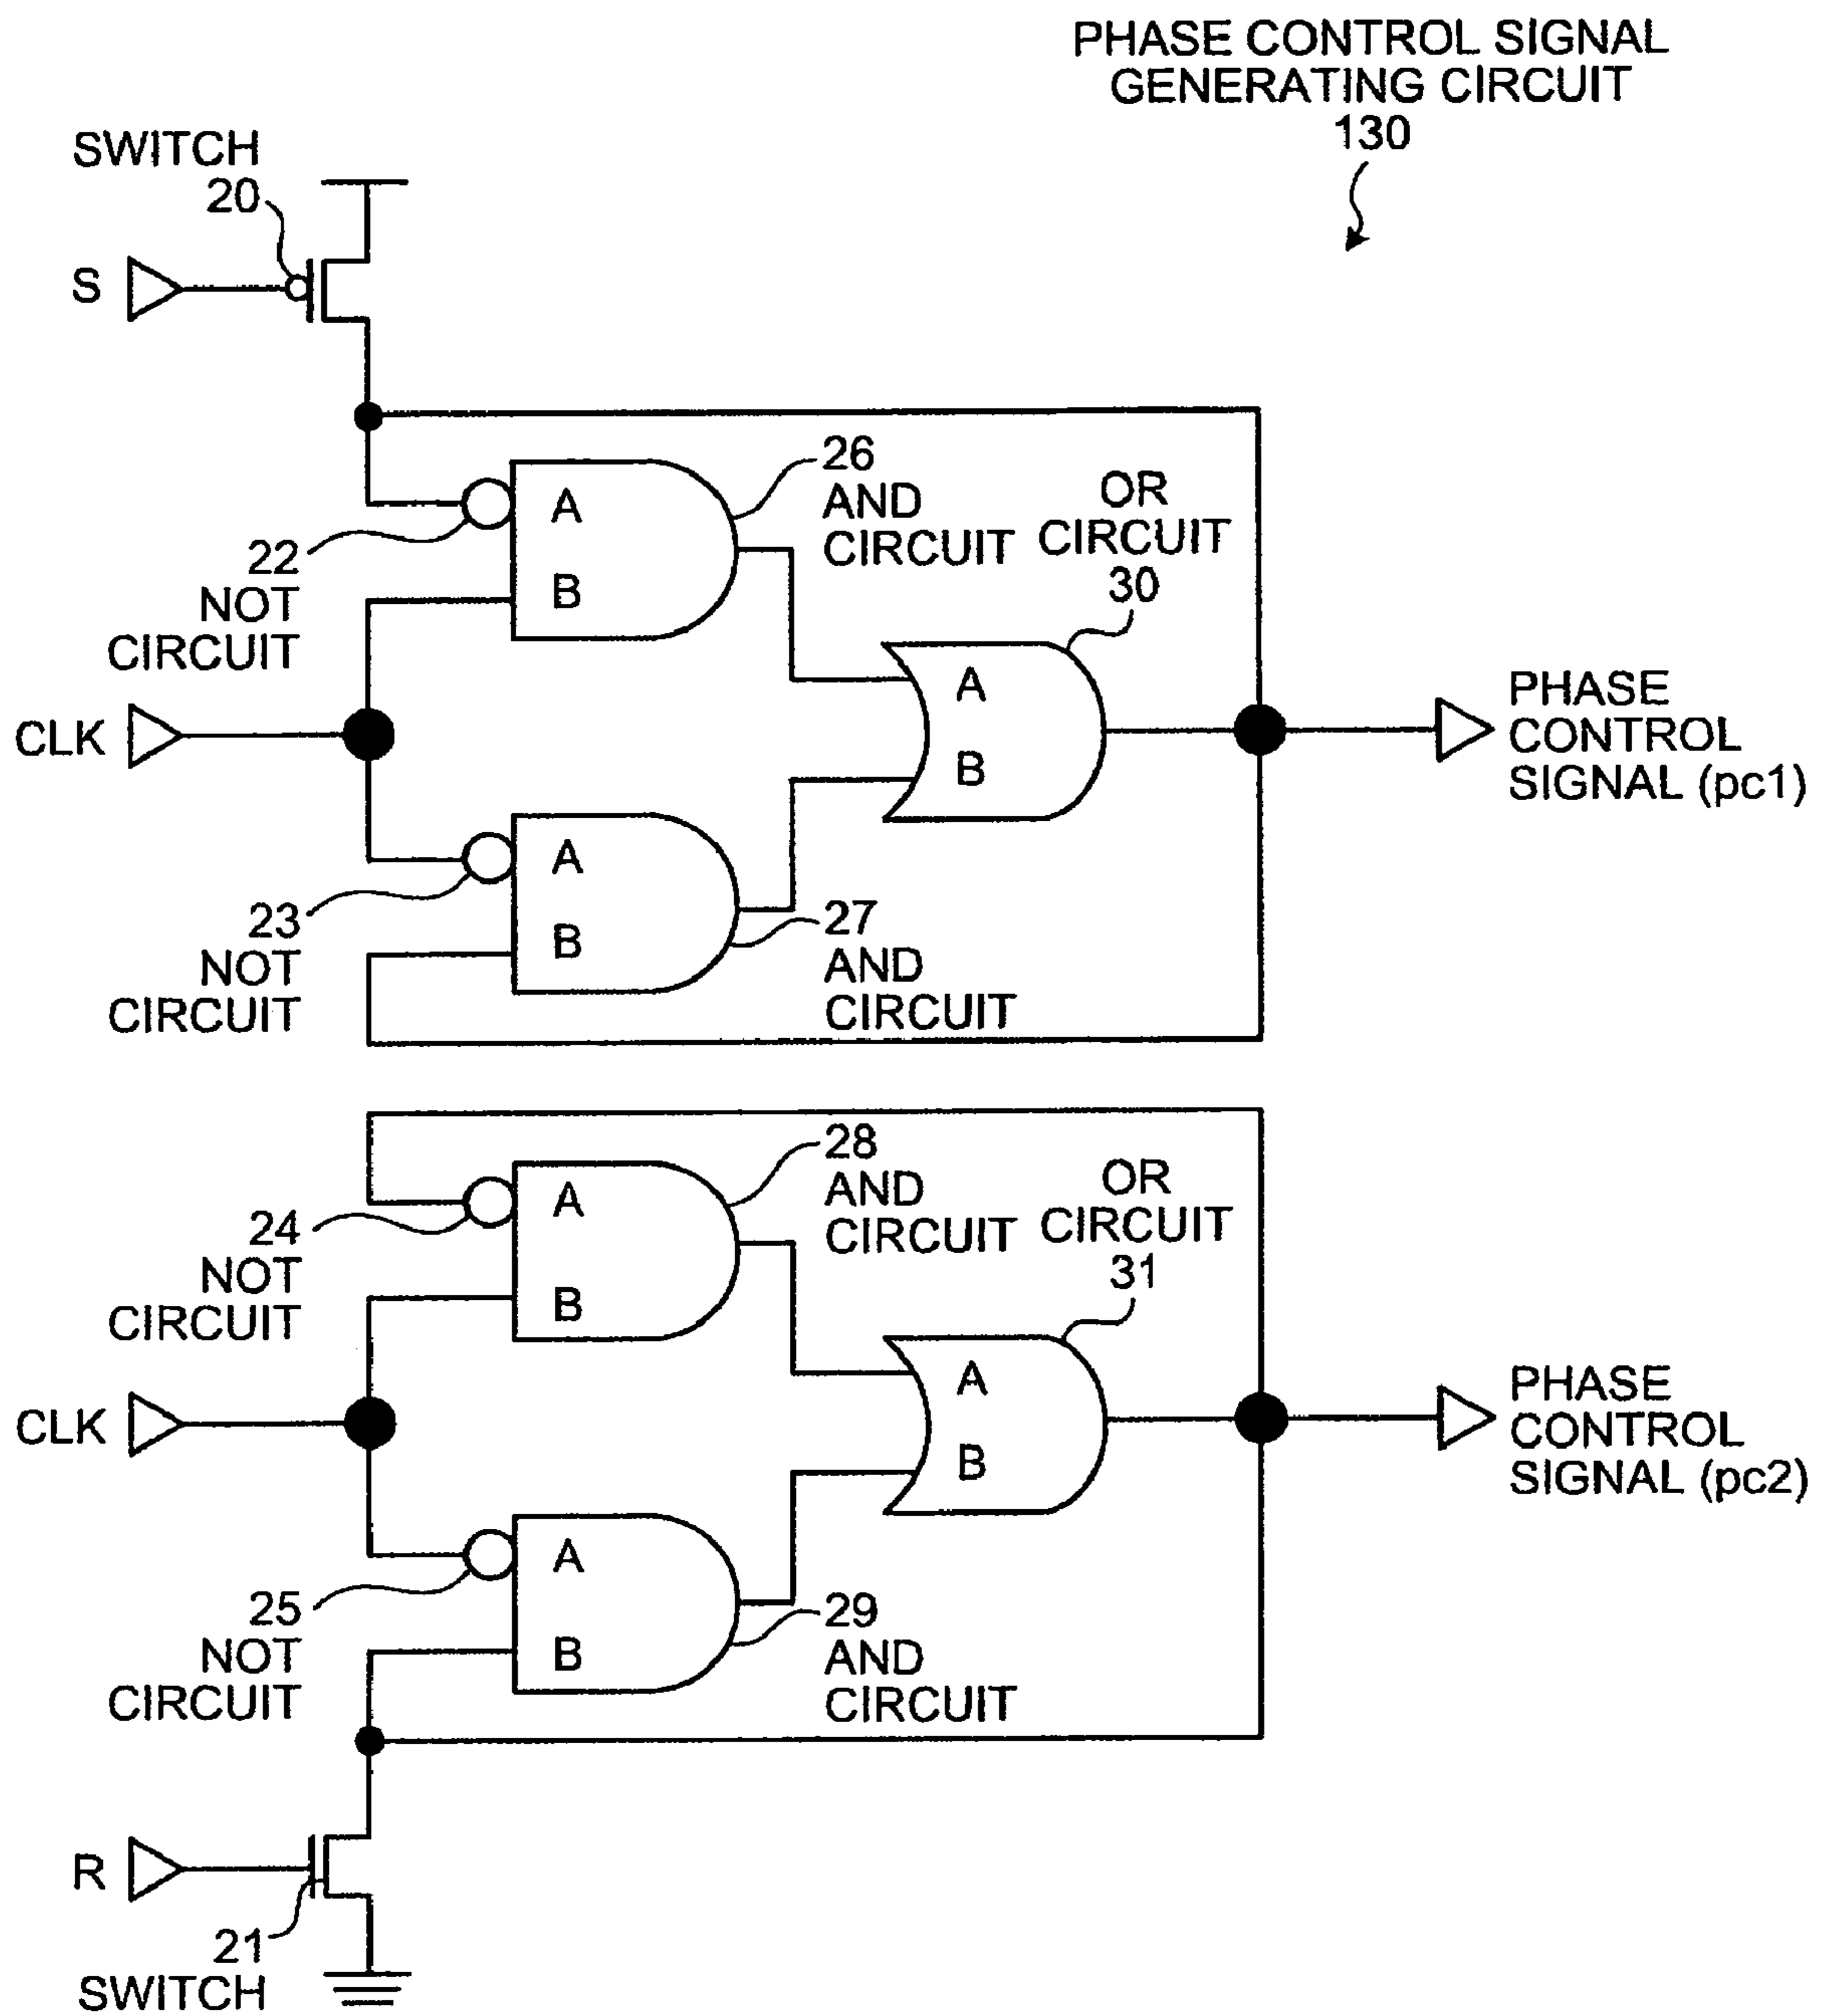 PHASE CONTROL SIGNAL
GENERATING CIRCUIT
130
SWITCH
20
S
A
B
26
AND
CIRCUIT
OR
CIRCUIT
30
22
NOT
CIRCUIT
A
B
CLK
PHASE
CONTROL
SIGNAL (pc1)
A
B
23
NOT
CIRCUIT
27
AND
CIRCUIT
A
B
28
AND
CIRCUIT
OR
CIRCUIT
31
24
NOT
CIRCUIT
A
B
CLK
PHASE
CONTROL
SIGNAL (pc2)
A
B
25
NOT
CIRCUIT
29
AND
CIRCUIT
R
21
SWITCH